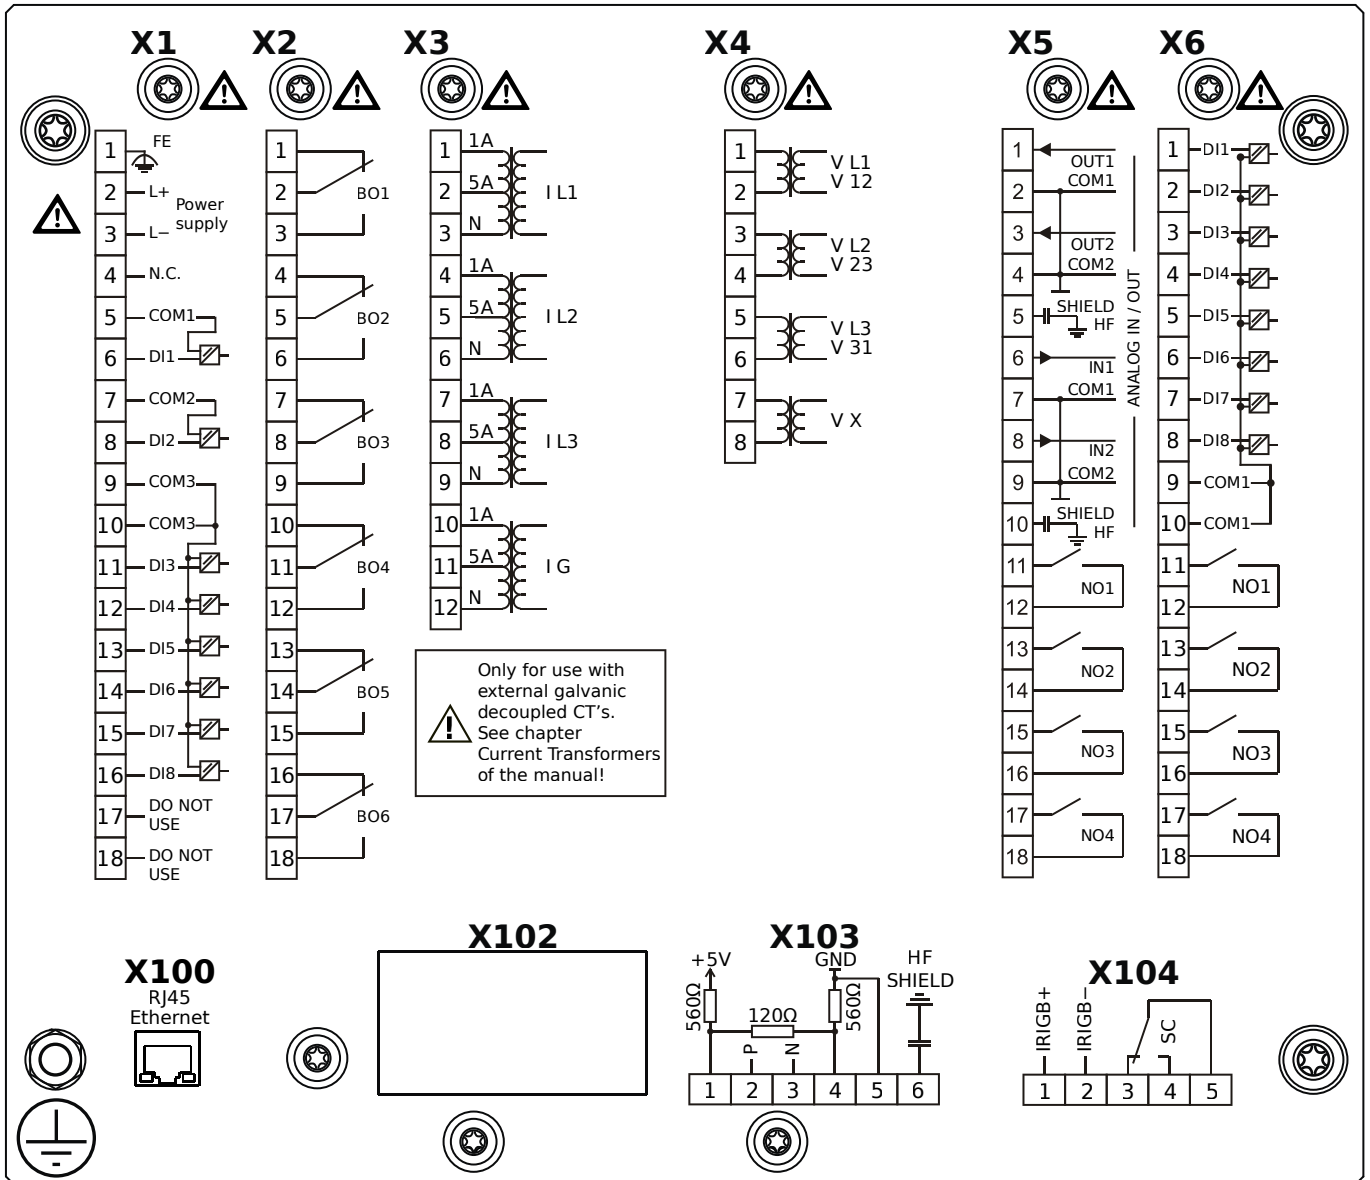 X1
X2
X3
X4
X5
X6
1
FE
2
L+
Power
supply
3
L−
4
N.C.
5
COM1
6
DI1
7
COM2
8
DI2
9
COM3
10
COM3
11
DI3
12
DI4
13
DI5
14
DI6
15
DI7
16
DI8
17
DO NOT
USE
18
DO NOT
USE
1
2
BO1
3
4
5
BO2
6
7
8
BO3
9
10
11
BO4
12
13
14
BO5
15
16
17
BO6
18
1
1A
2
5A
I L1
3
N
4
1A
5
5A
I L2
6
N
7
1A
8
5A
I L3
9
N
10
1A
11
5A
I G
12
N
Only for use with
external galvanic
decoupled CT's.
See chapter
Current Transformers
of the manual!
1
V L1
2
V 12
3
V L2
4
V 23
5
V L3
6
V 31
7
V X
8
1
OUT1
2
COM1
3
OUT2
4
COM2
5
SHIELD
HF
6
IN1
7
COM1
8
IN2
9
COM2
10
SHIELD
HF
ANALOG IN / OUT
11
NO1
12
13
NO2
14
15
NO3
16
17
NO4
18
1
DI1
2
DI2
3
DI3
4
DI4
5
DI5
6
DI6
7
DI7
8
DI8
9
COM1
10
COM1
11
NO1
12
13
NO2
14
15
NO3
16
17
NO4
18
X100
RJ45
Ethernet
X102
X103
+5V
GND
HF
SHIELD
560Ω
120Ω
560Ω
P
N
1 2 3 4 5 6
X104
IRIGB+
IRIGB−
SC
1 2 3 4 5